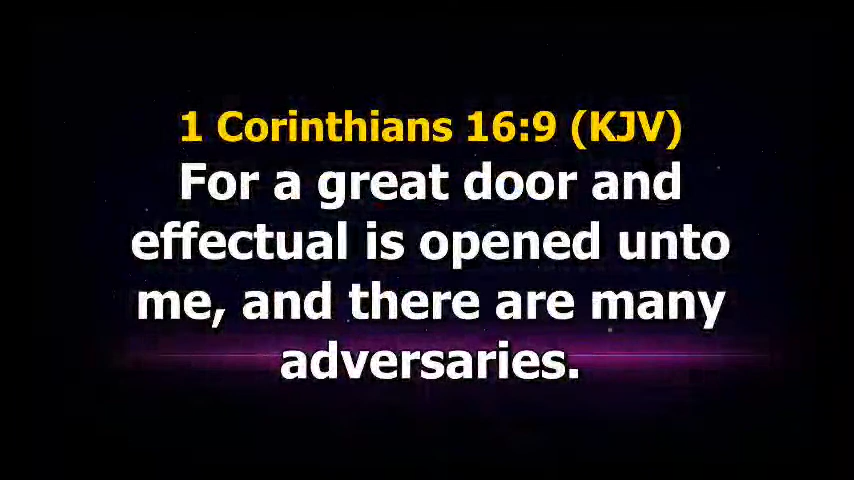 1 Corinthians 16:9 (KJV)
For a great door and
effectual is opened unto
me, and there are many
adversaries.